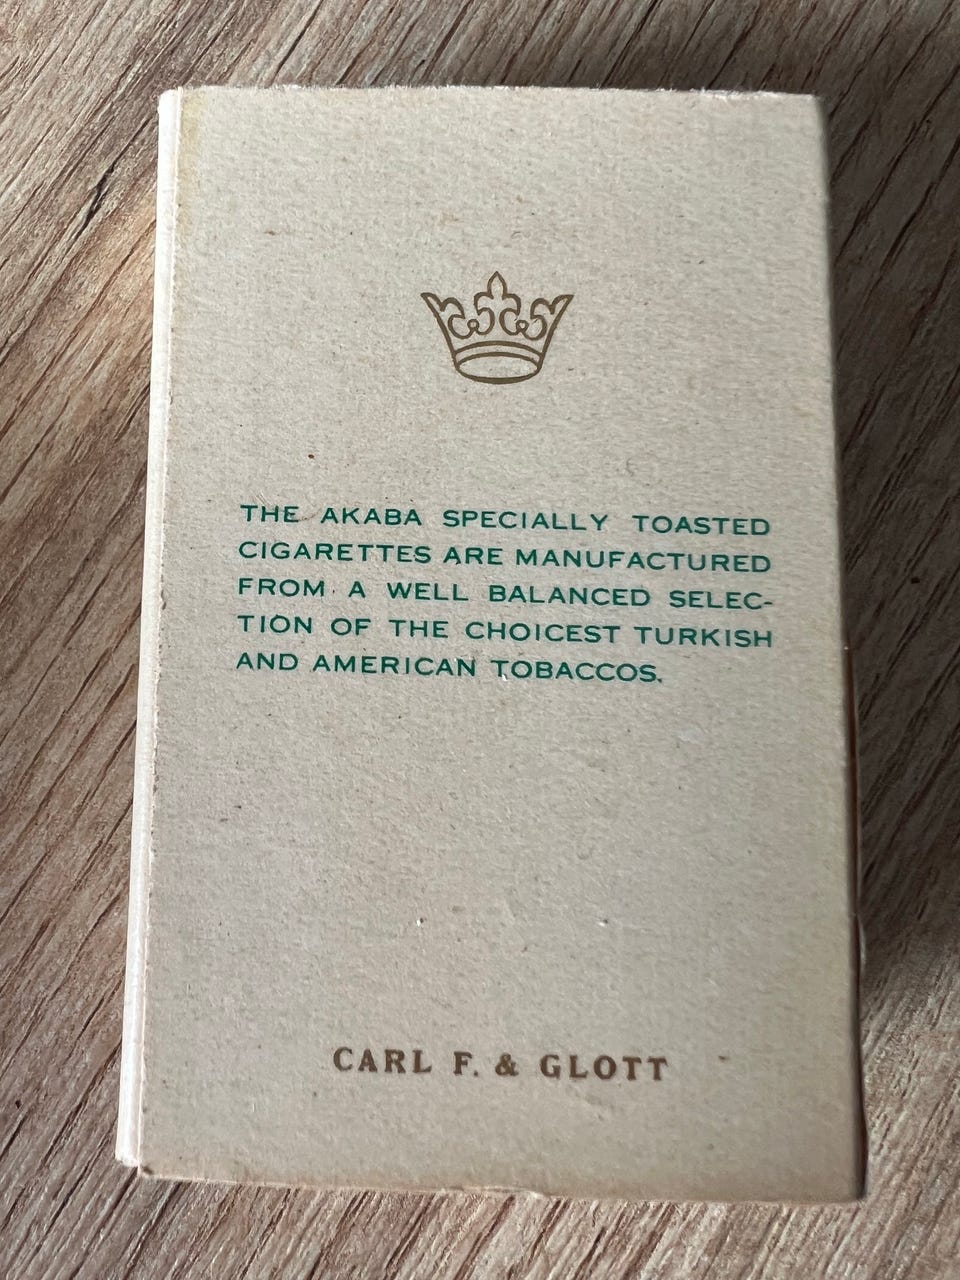 THE AKABA SPECIALLY TOASTED
CIGARETTES ARE MANUFACTURED
FROM A WELL BALANCED SELEC-
TION OF THE CHOICEST TURKISH
AND AMERICAN TOBACCOS.
CARL F. & GLOTT